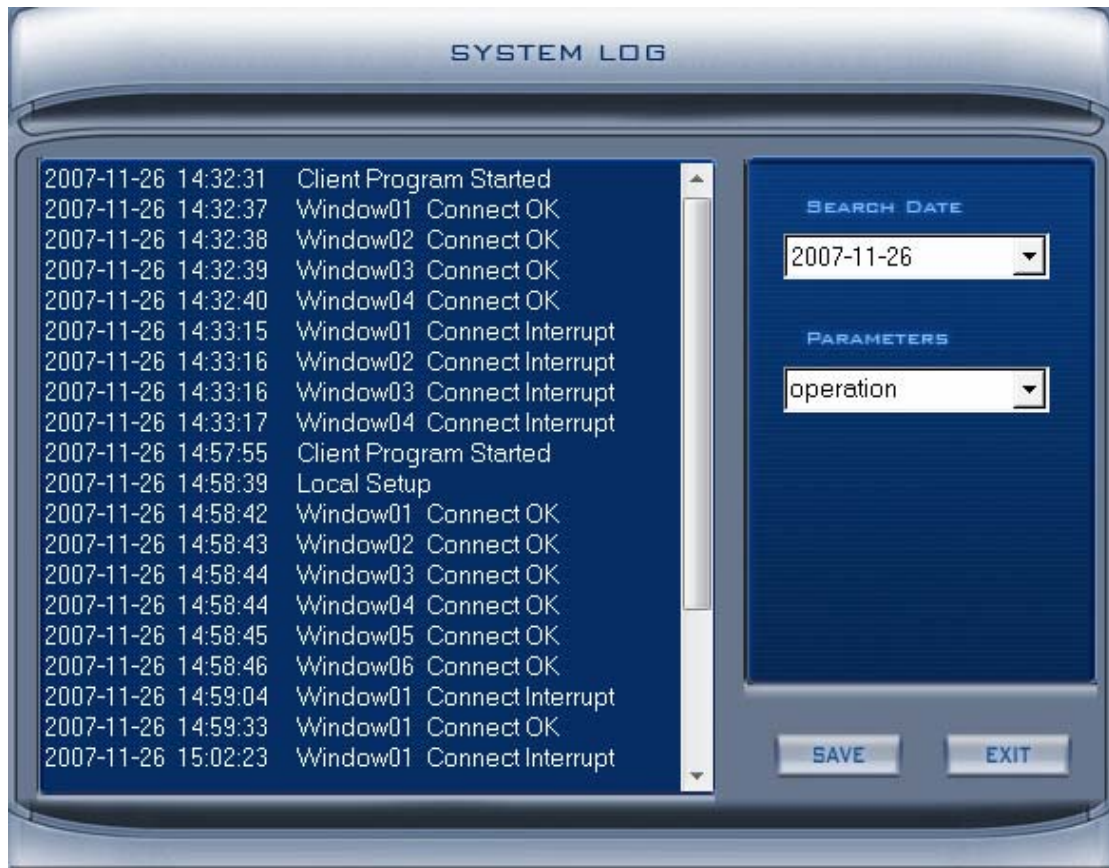 SYSTEM LOG
2007-11-26 14:32:31 Client Program Started
2007-11-26 14:32:37 Window01 Connect OK
2007-11-26 14:32:38 Window02 Connect OK
2007-11-26 14:32:39 Window03 Connect OK
2007-11-26 14:32:40 Window04 Connect OK
2007-11-26 14:33:15 Window01 Connect Interrupt
2007-11-26 14:33:16 Window02 Connect Interrupt
2007-11-26 14:33:16 Window03 Connect Interrupt
2007-11-26 14:33:17 Window04 Connect Interrupt
2007-11-26 14:57:55 Client Program Started
2007-11-26 14:58:39 Local Setup
2007-11-26 14:58:42 Window01 Connect OK
2007-11-26 14:58:43 Window02 Connect OK
2007-11-26 14:58:44 Window03 Connect OK
2007-11-26 14:58:44 Window04 Connect OK
2007-11-26 14:58:45 Window05 Connect OK
2007-11-26 14:58:46 Window06 Connect OK
2007-11-26 14:59:04 Window01 Connect Interrupt
2007-11-26 14:59:33 Window01 Connect OK
2007-11-26 15:02:23 Window01 Connect Interrupt
SEARCH DATE
2007-11-26
PARAMETERS
operation
SAVE
EXIT